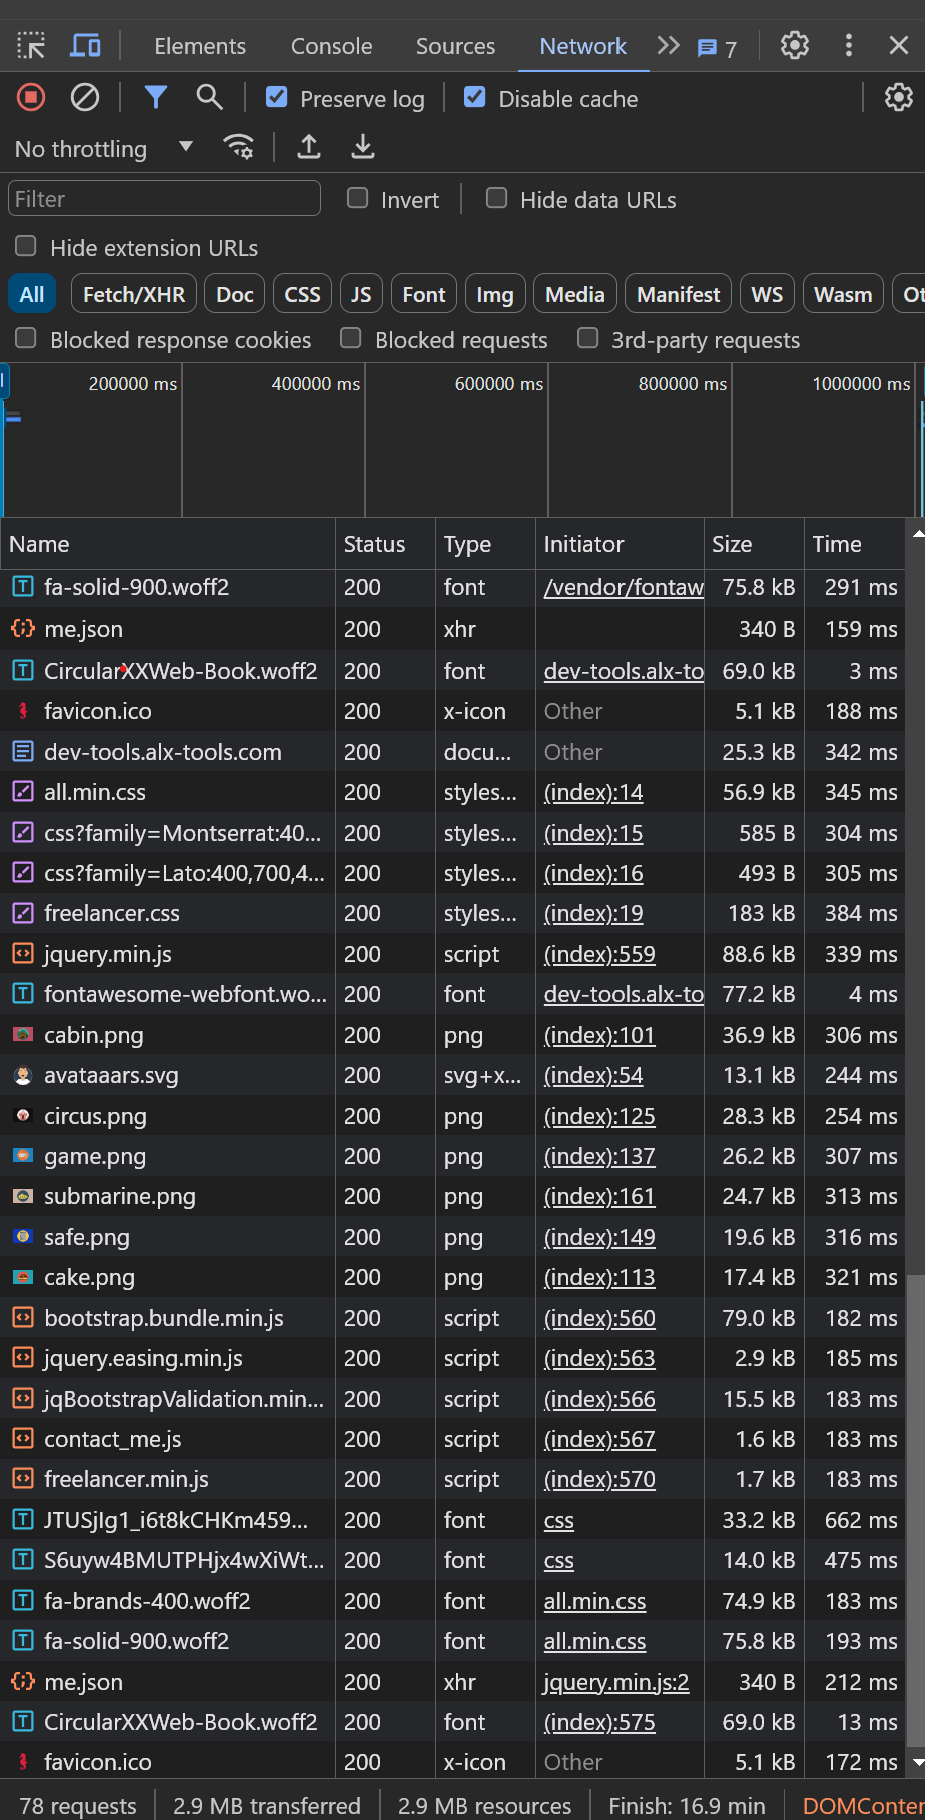 Elements Console Sources Network 7
Preserve log Disable cache
No throttling
Filter Invert Hide data URLs
Hide extension URLs
All Fetch/XHR Doc CSS JS Font Img Media Manifest WS Wasm Ot
Blocked response cookies Blocked requests 3rd-party requests
200000 ms 400000 ms 600000 ms 800000 ms 1000000 ms
Name Status Type Initiator Size Time
fa-solid-900.woff2 200 font /vendor/fontaw 75.8 kB 291 ms
me.json 200 xhr 340 B 159 ms
CircularXXWeb-Book.woff2 200 font dev-tools.alx-to 69.0 kB 3 ms
favicon.ico 200 x-icon Other 5.1 kB 188 ms
dev-tools.alx-tools.com 200 docu... Other 25.3 kB 342 ms
all.min.css 200 styles... (index):14 56.9 kB 345 ms
css?family=Montserrat:40... 200 styles... (index):15 585 B 304 ms
css?family=Lato:400,700,4... 200 styles... (index):16 493 B 305 ms
freelancer.css 200 styles... (index):19 183 kB 384 ms
jquery.min.js 200 script (index):559 88.6 kB 339 ms
fontawesome-webfont.wo... 200 font dev-tools.alx-to 77.2 kB 4 ms
cabin.png 200 png (index):101 36.9 kB 306 ms
avataaars.svg 200 svg+x... (index):54 13.1 kB 244 ms
circus.png 200 png (index):125 28.3 kB 254 ms
game.png 200 png (index):137 26.2 kB 307 ms
submarine.png 200 png (index):161 24.7 kB 313 ms
safe.png 200 png (index):149 19.6 kB 316 ms
cake.png 200 png (index):113 17.4 kB 321 ms
bootstrap.bundle.min.js 200 script (index):560 79.0 kB 182 ms
jquery.easing.min.js 200 script (index):563 2.9 kB 185 ms
jqBootstrapValidation.min... 200 script (index):566 15.5 kB 183 ms
contact_me.js 200 script (index):567 1.6 kB 183 ms
freelancer.min.js 200 script (index):570 1.7 kB 183 ms
JTUSjIg1_i6t8kCHKm459... 200 font css 33.2 kB 662 ms
S6uyw4BMUTPHjx4wXiWt... 200 font css 14.0 kB 475 ms
fa-brands-400.woff2 200 font all.min.css 74.9 kB 183 ms
fa-solid-900.woff2 200 font all.min.css 75.8 kB 193 ms
me.json 200 xhr jquery.min.js:2 340 B 212 ms
CircularXXWeb-Book.woff2 200 font (index):575 69.0 kB 13 ms
favicon.ico 200 x-icon Other 5.1 kB 172 ms
78 requests 2.9 MB transferred 2.9 MB resources Finish: 16.9 min DOMConten